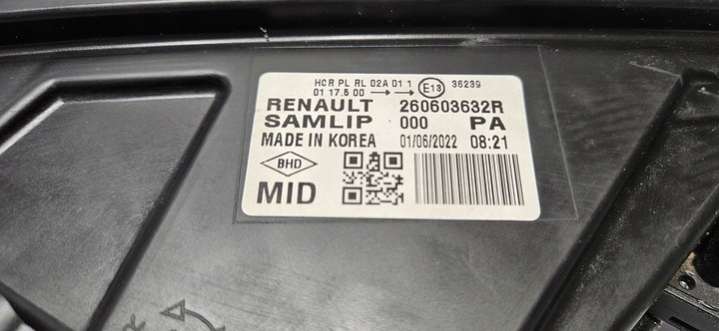 HCR PL RL 02A 01 1 E13 36239
01 17.5 00 → →
RENAULT 260603632R
SAMLIP 000 PA
MADE IN KOREA 01/06/2022 08:21
BHD
MID